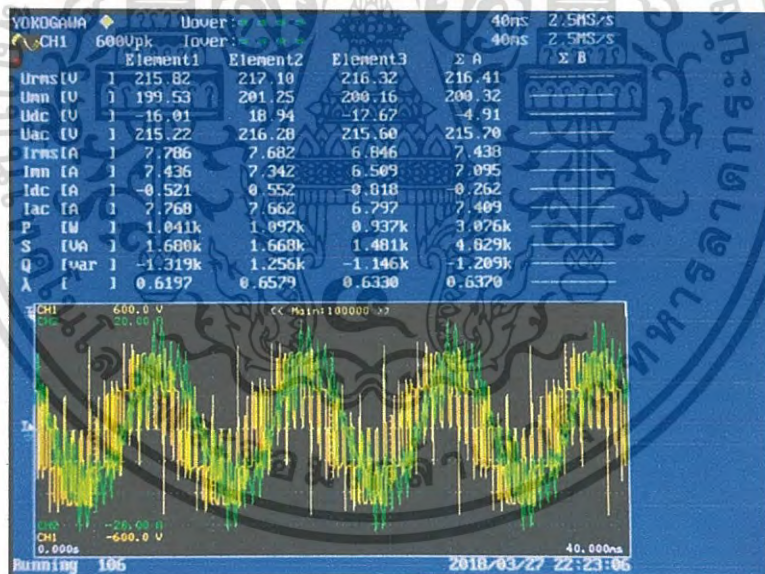 YOKOGAWA Uover: 40ms 2.5MS/s
CH1 600Vpk Iover: 40ms 2.5MS/s
Element1 Element2 Element3 Σ A Σ B
Urms[V ] 215.82 217.10 216.32 216.41
Umn [V ] 199.53 201.25 200.16 200.32
Udc [V ] -16.01 18.94 -17.67 -4.91
Uac [V ] 215.22 216.28 215.60 215.70
Irms[A ] 7.786 7.682 6.846 7.438
Imn [A ] 7.436 7.342 6.509 7.095
Idc [A ] -0.521 0.552 -0.818 -0.262
Iac [A ] 7.768 7.662 6.797 7.409
P [W ] 1.041k 1.097k 0.937k 3.076k
S [VA ] 1.680k 1.668k 1.481k 4.829k
Q [var ] -1.319k 1.256k -1.146k -1.209k
λ [ ] 0.6197 0.6579 0.6330 0.6370
CH1 600.0 V << Main:100000 >>
CH2 20.00 A
CH2 -20.00 A
CH1 -600.0 V
0.000s 40.000ms
Running 106 2018/03/27 22:23:06